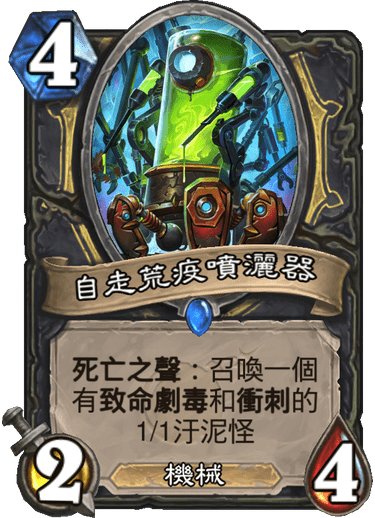 4
自走荒疫噴灑器
死亡之聲：召喚一個
有致命劇毒和衝刺的
1/1汙泥怪
2
機械
4